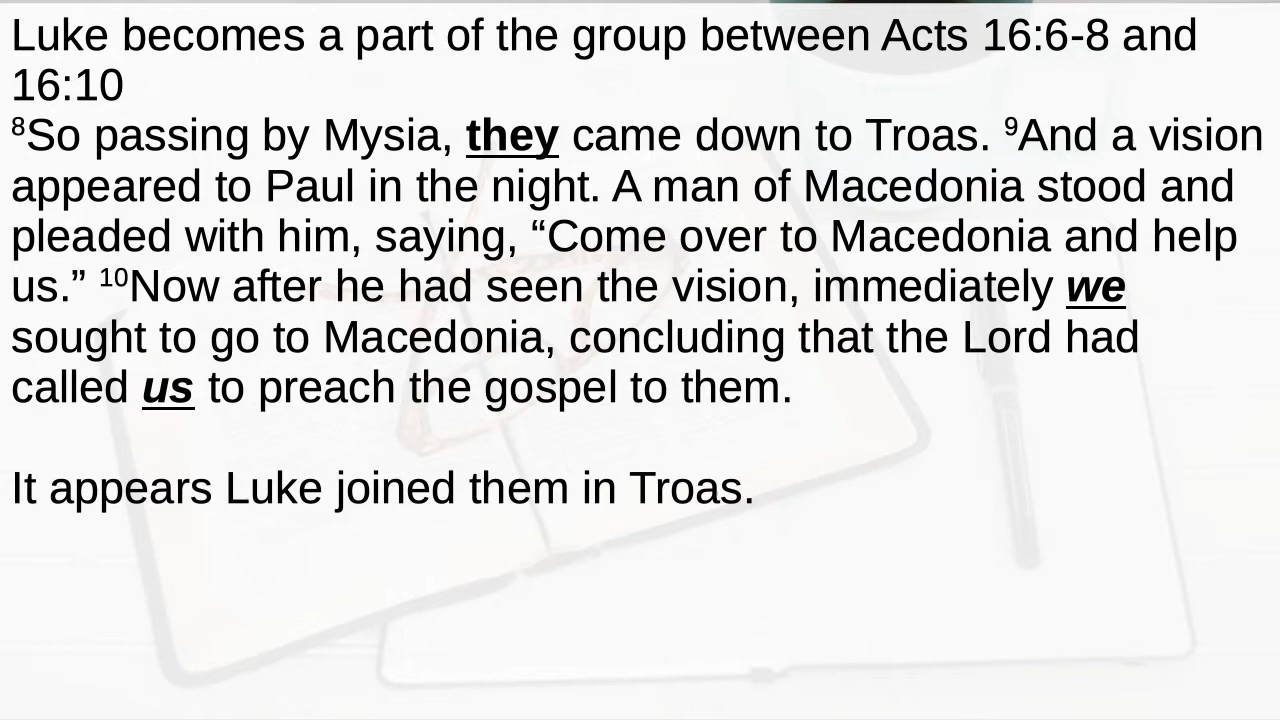 Luke becomes a part of the group between Acts 16:6-8 and
16:10
⁸So passing by Mysia, they came down to Troas. ⁹And a vision
appeared to Paul in the night. A man of Macedonia stood and
pleaded with him, saying, “Come over to Macedonia and help
us.” ¹⁰Now after he had seen the vision, immediately we
sought to go to Macedonia, concluding that the Lord had
called us to preach the gospel to them.
It appears Luke joined them in Troas.